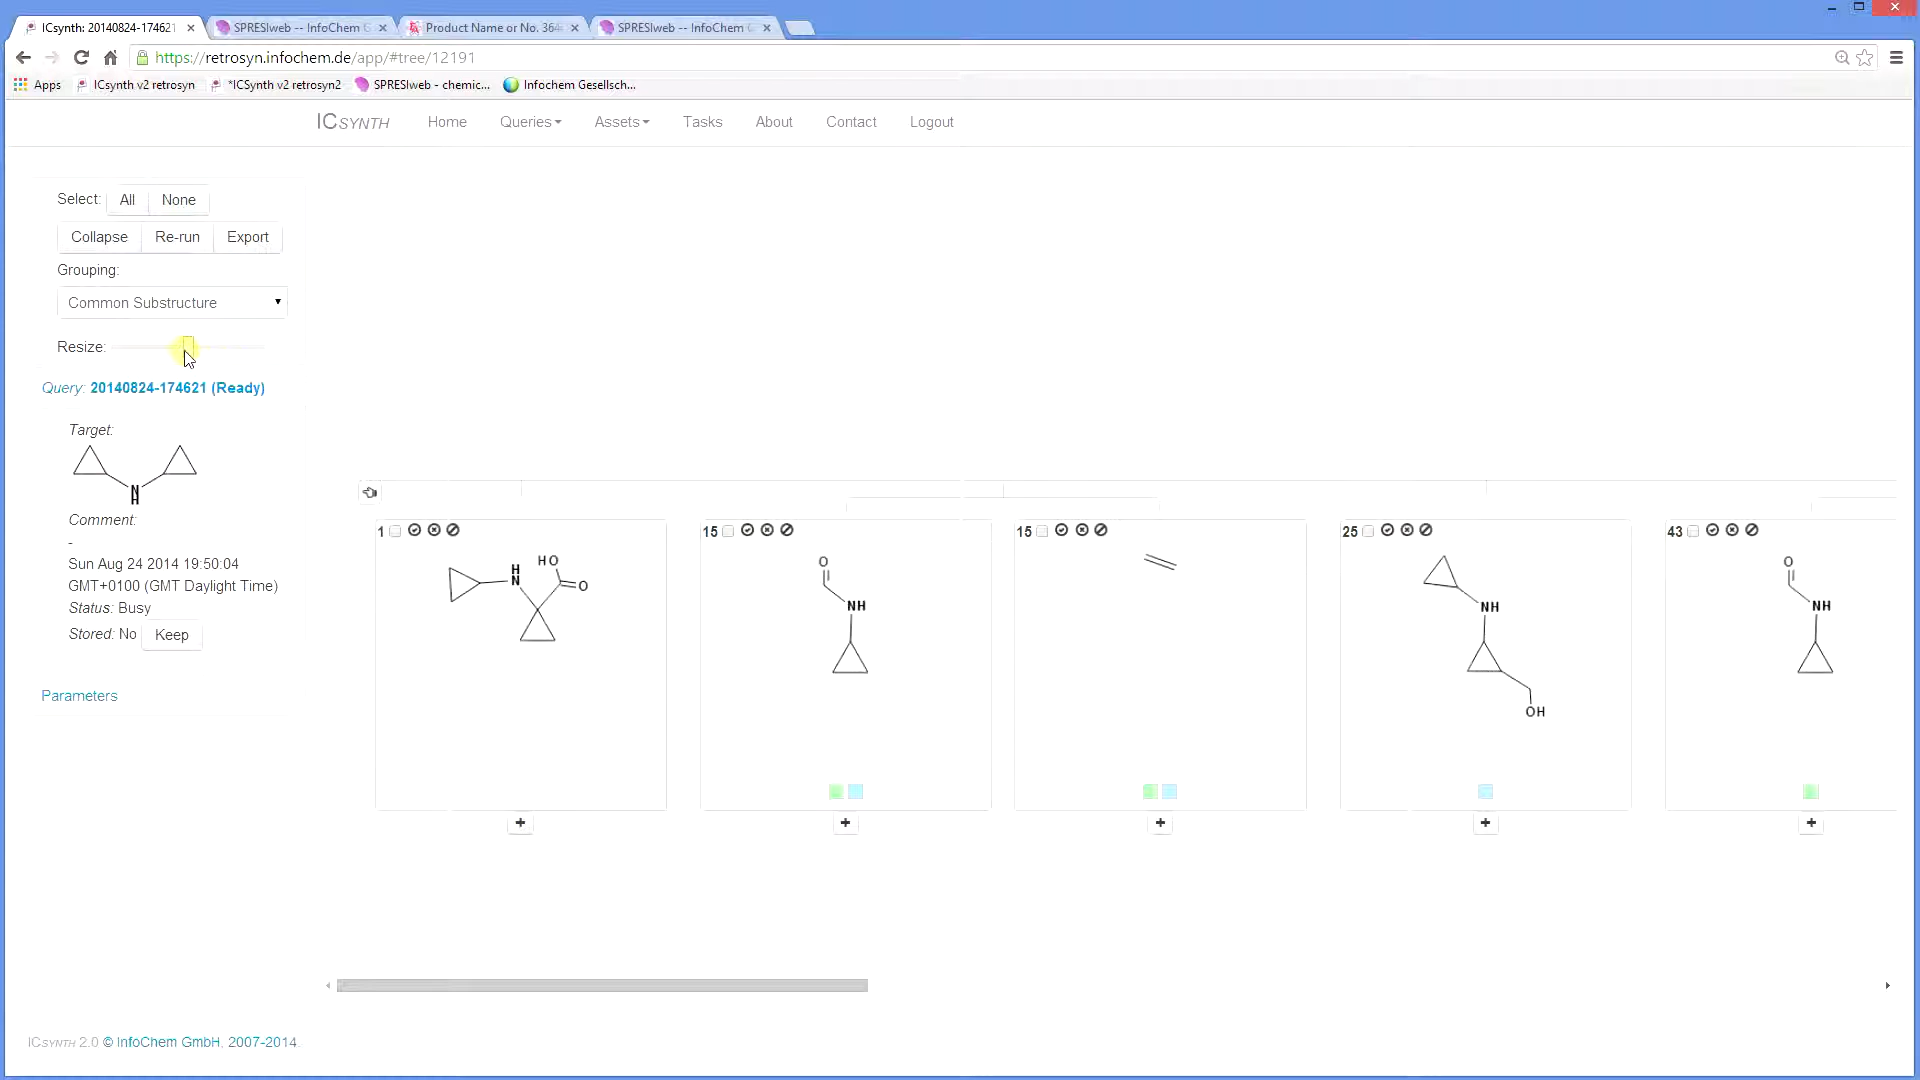 ICsynth: 20140824-174621
SPRESIweb -- InfoChem G
Product Name or No. 364
SPRESIweb -- InfoChem G
https://retrosyn.infochem.de/app/#tree/12191
Apps
ICsynth v2 retrosyn
*ICSynth v2 retrosyn2
SPRESIweb - chemic...
Infochem Gesellsch...
ICSYNTH
Home
Queries
Assets
Tasks
About
Contact
Logout
Select: All None
Collapse Re-run Export
Grouping:
Common Substructure
Resize:
Query: 20140824-174621 (Ready)
Target:
N
H
Comment:
-
Sun Aug 24 2014 19:50:04
GMT+0100 (GMT Daylight Time)
Status: Busy
Stored: No Keep
Parameters
1
H
N
HO
O
+
15
O
NH
+
15
+
25
NH
OH
+
43
O
NH
+
ICSYNTH 2.0 © InfoChem GmbH, 2007-2014.